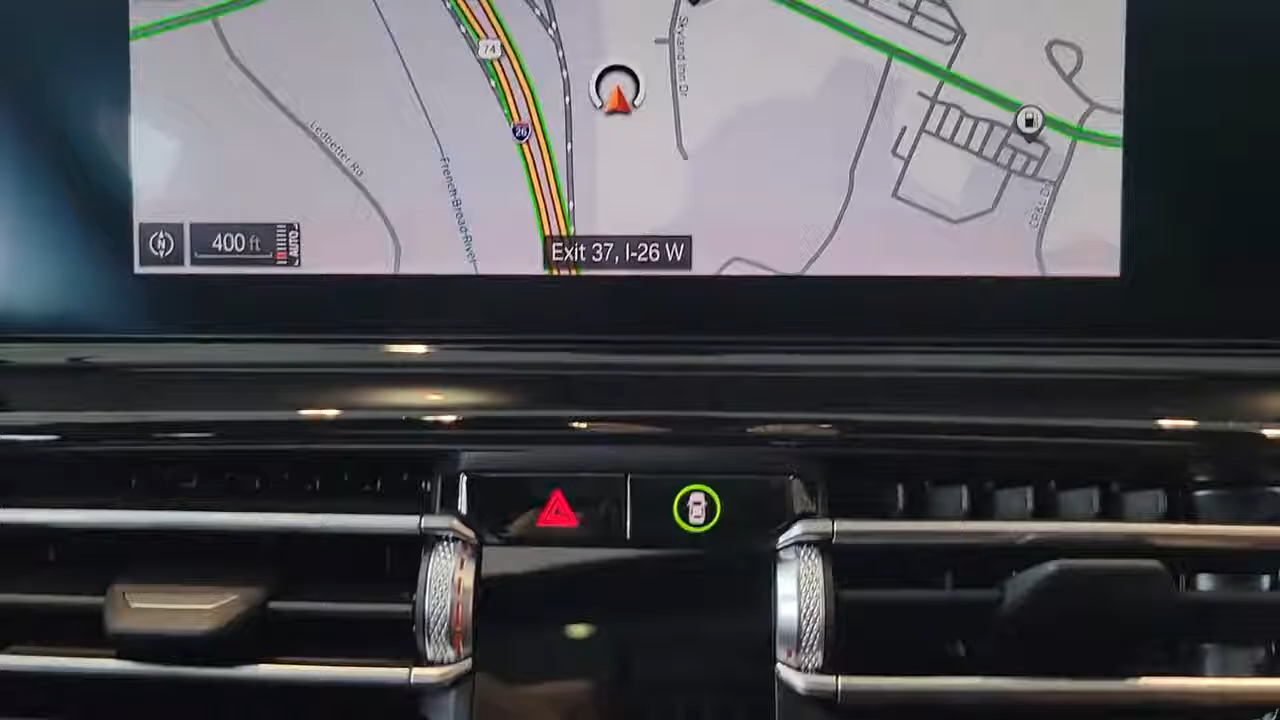 74
Skyland Inn Dr
26
Ledbetter Rd
French Broad River
N
400 ft
AUTO
Exit 37, I-26 W